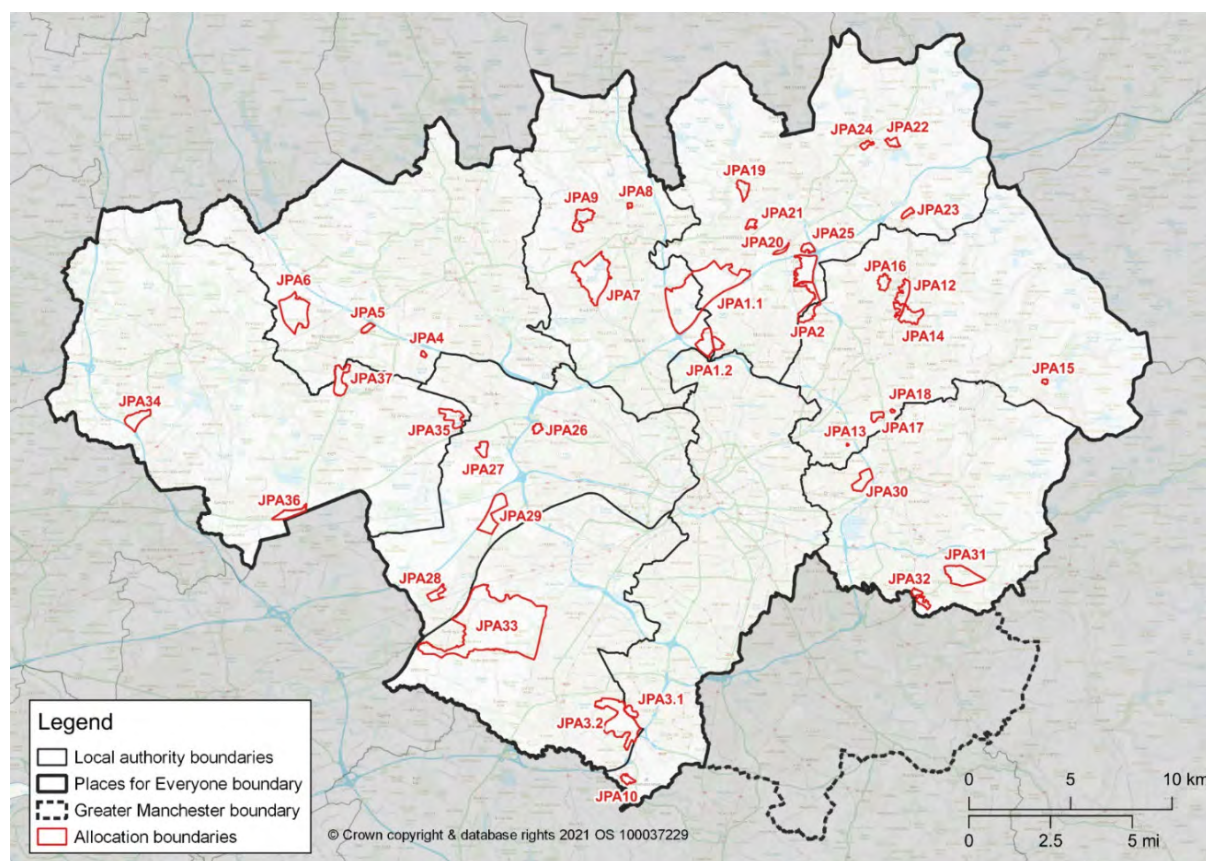 JPA24
JPA22
JPA19
JPA9
JPA8
JPA21
JPA23
JPA20
JPA25
JPA6
JPA16
JPA12
JPA7
JPA1.1
JPA5
JPA2
JPA14
JPA4
JPA1.2
JPA37
JPA15
JPA34
JPA18
JPA35
JPA26
JPA17
JPA13
JPA27
JPA30
JPA36
JPA29
JPA31
JPA28
JPA32
JPA33
JPA3.1
JPA3.2
JPA10
Legend
Local authority boundaries
Places for Everyone boundary
Greater Manchester boundary
Allocation boundaries
© Crown copyright & database rights 2021 OS 100037229
0 5 10 km
0 2.5 5 mi